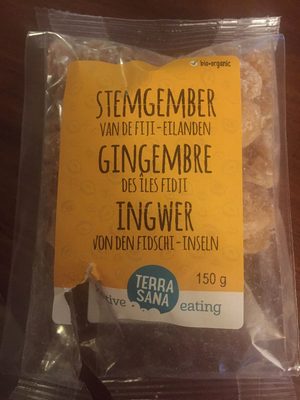 bio+organic
STEMGEMBER
VAN DE FIJI-EILANDEN
GINGEMBRE
DES ÎLES FIDJI
INGWER
VON DEN FIDSCHI-INSELN
150 g
TERRA
SANA
eating